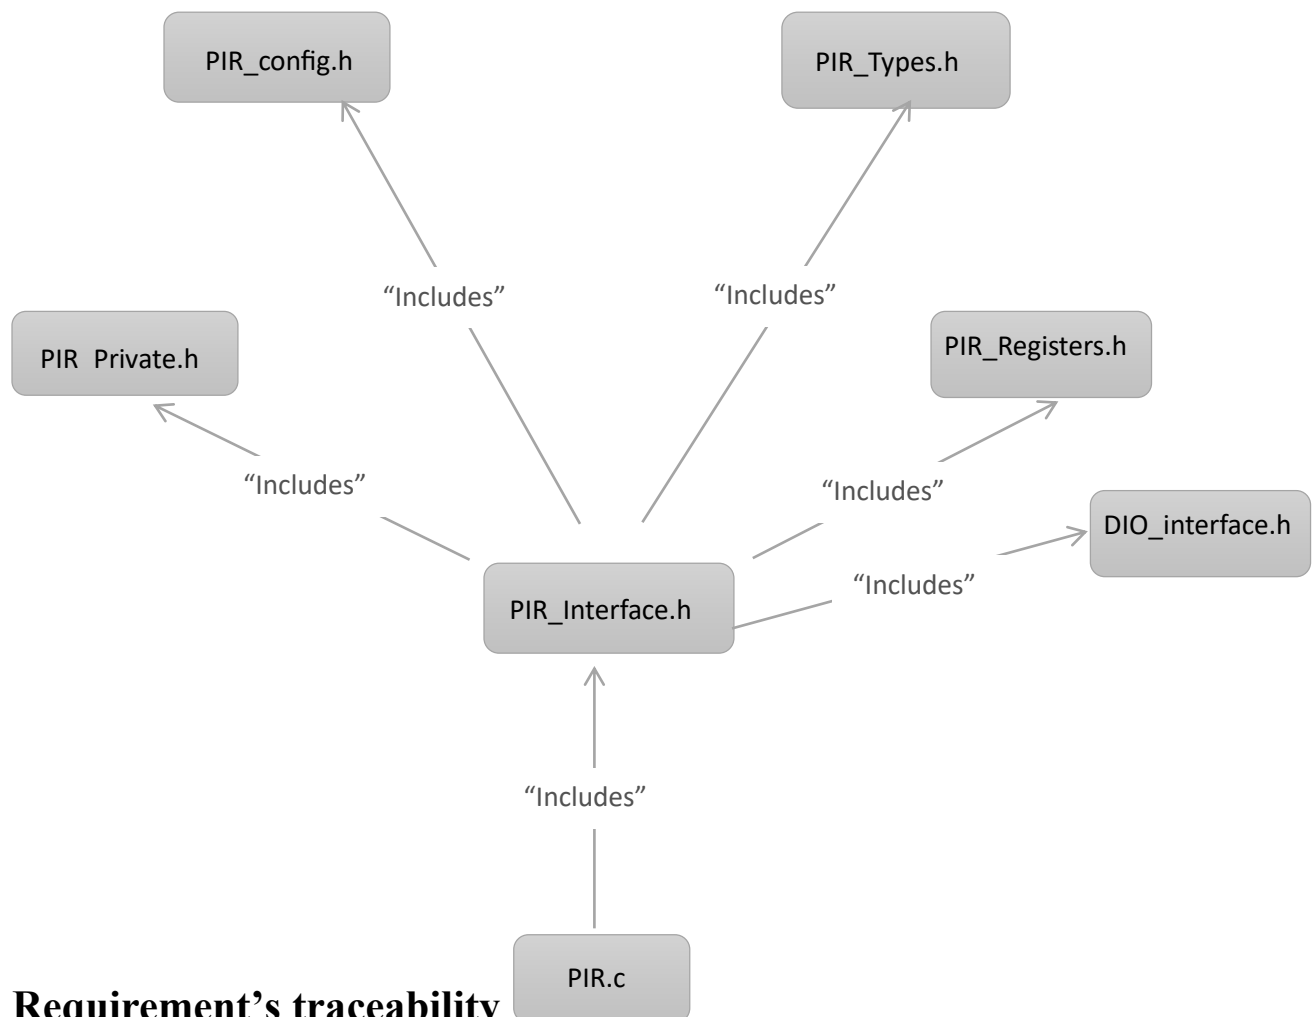 PIR_config.h
PIR_Types.h
“Includes”
“Includes”
PIR Private.h
PIR_Registers.h
“Includes”
“Includes”
DIO_interface.h
“Includes”
PIR_Interface.h
“Includes”
PIR.c
Requirement’s traceability